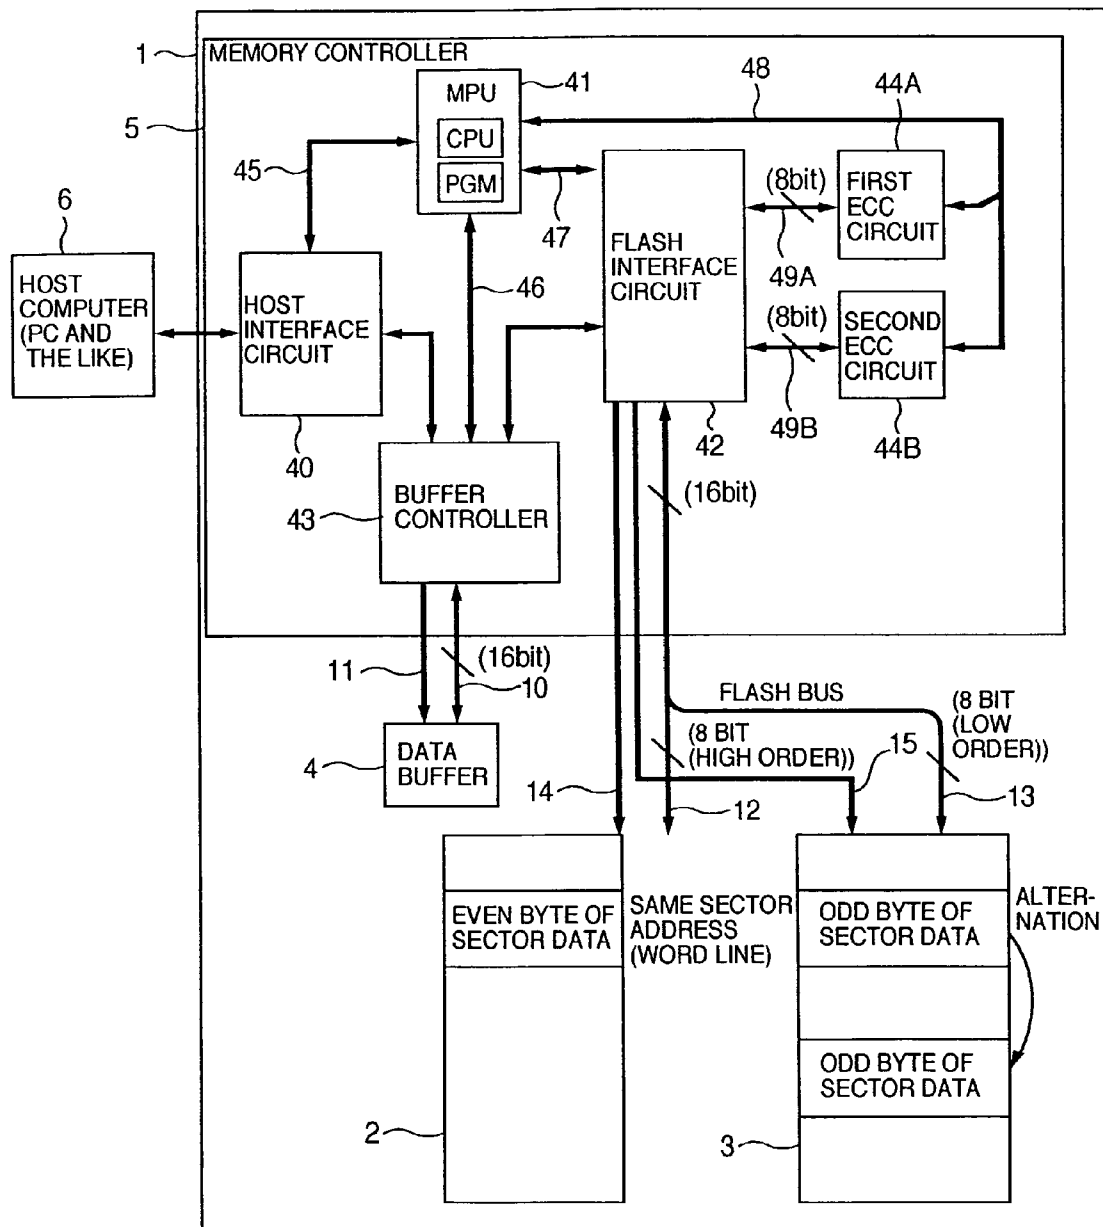 1
MEMORY CONTROLLER
5
MPU
41
CPU
PGM
45
47
48
44A
(8bit)
FIRST
ECC
CIRCUIT
49A
6
HOST
COMPUTER
(PC AND
THE LIKE)
HOST
INTERFACE
CIRCUIT
40
46
FLASH
INTERFACE
CIRCUIT
42
(8bit)
SECOND
ECC
CIRCUIT
49B
44B
43
BUFFER
CONTROLLER
(16bit)
11
(16bit)
10
4
DATA
BUFFER
FLASH BUS
(8 BIT
(HIGH ORDER))
(8 BIT
(LOW
ORDER))
14
12
15
13
EVEN BYTE OF
SECTOR DATA
SAME SECTOR
ADDRESS
(WORD LINE)
ODD BYTE OF
SECTOR DATA
ALTER-
NATION
ODD BYTE OF
SECTOR DATA
2
3